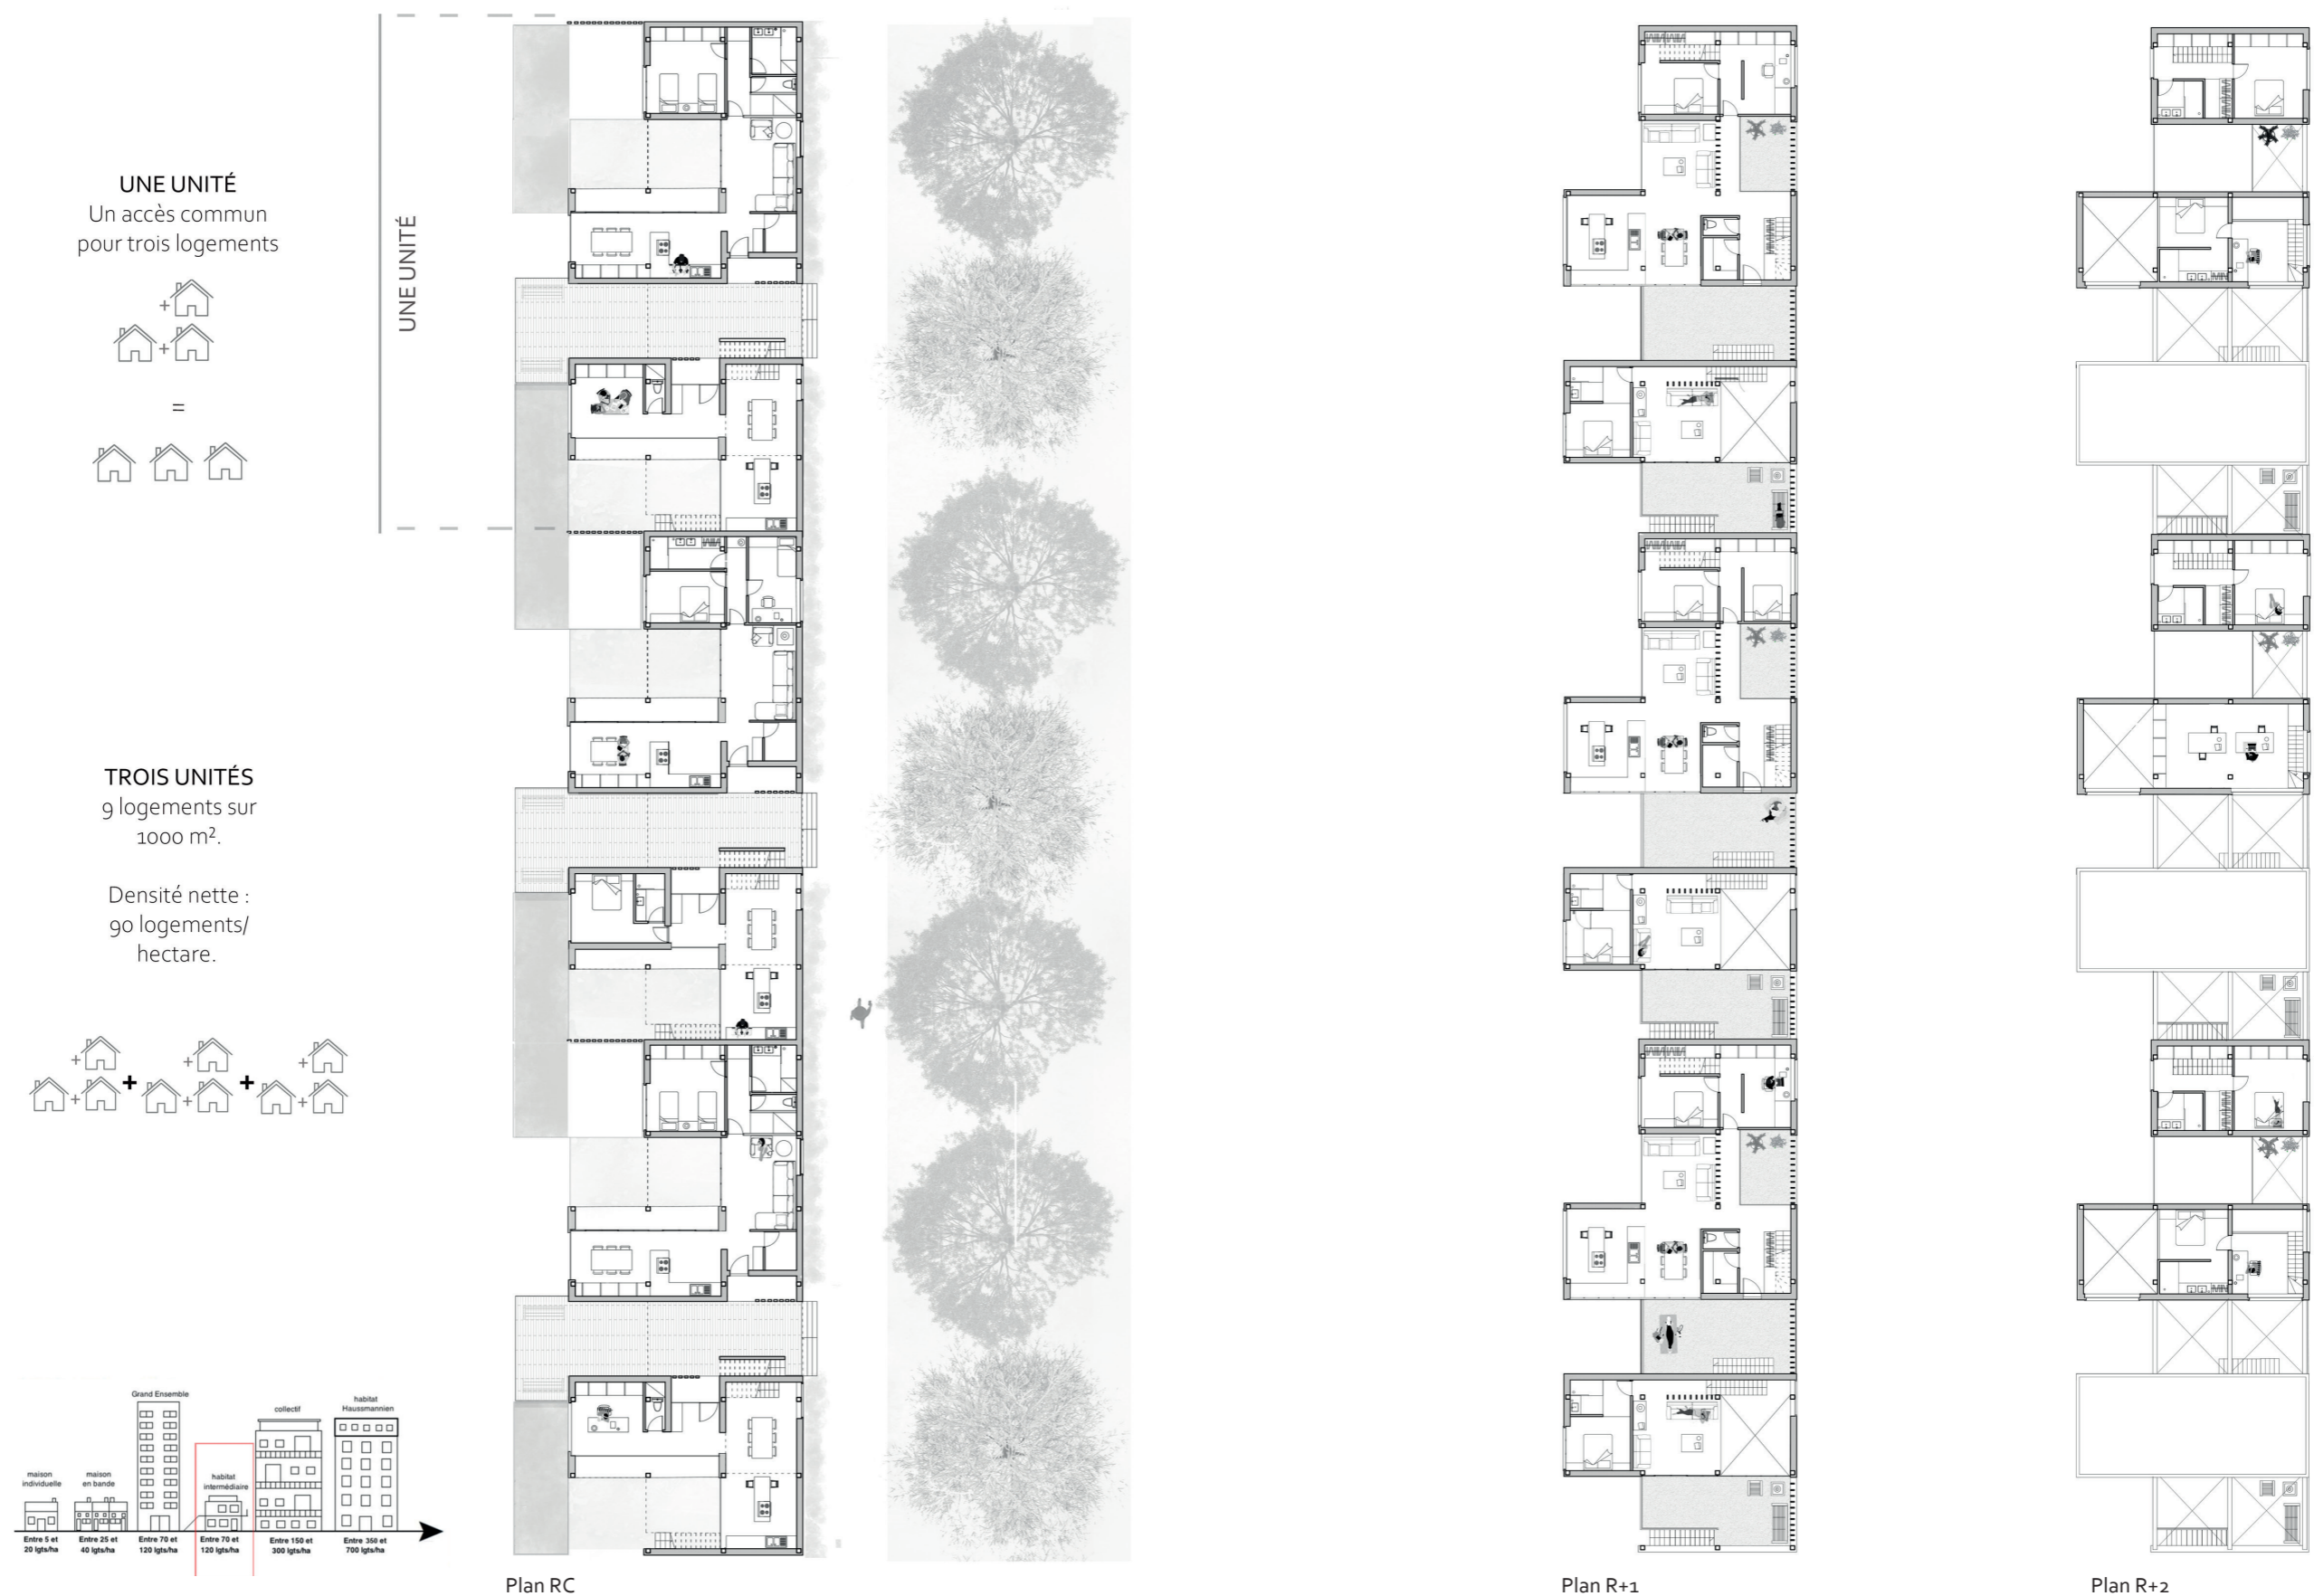 UNE UNITÉ
Un accès commun
pour trois logements
+
+
=
UNE UNITÉ
TROIS UNITÉS
9 logements sur
1000 m².
Densité nette :
90 logements/
hectare.
+ + +
+ + + + +
maison
individuelle
Entre 5 et
20 lgts/ha
maison
en bande
Entre 25 et
40 lgts/ha
Grand Ensemble
Entre 70 et
120 lgts/ha
habitat
intermédiaire
Entre 70 et
120 lgts/ha
collectif
Entre 150 et
300 lgts/ha
habitat
Haussmannien
Entre 350 et
700 lgts/ha
Plan RC
Plan R+1
Plan R+2